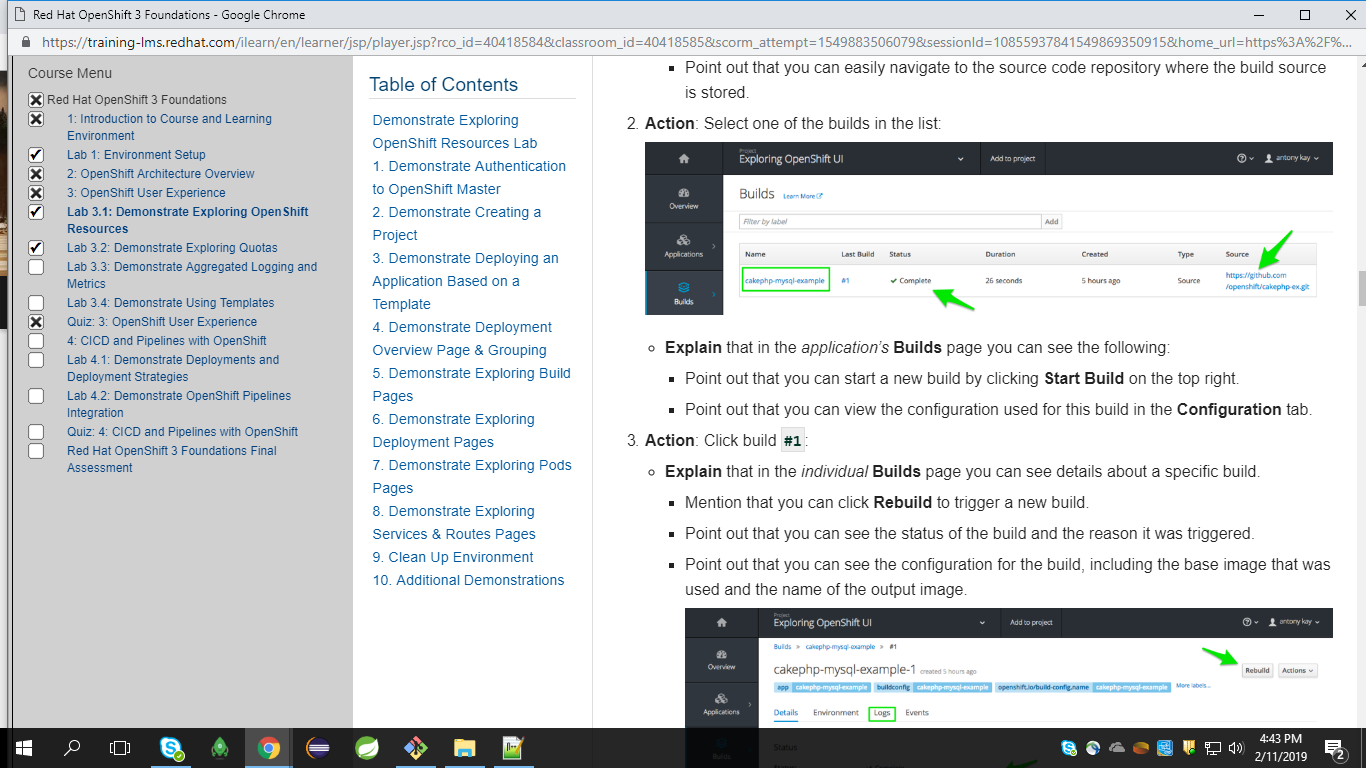 Red Hat OpenShift 3 Foundations - Google Chrome
https://training-lms.redhat.com/ilearn/en/learner/jsp/player.jsp?rco_id=40418584&classroom_id=40418585&scorm_attempt=1549883506079&sessionId=10855937841549869350915&home_url=https%3A%2F%...
Course Menu
Red Hat OpenShift 3 Foundations
1: Introduction to Course and Learning
Environment
Lab 1: Environment Setup
2: OpenShift Architecture Overview
3: OpenShift User Experience
Lab 3.1: Demonstrate Exploring OpenShift
Resources
Lab 3.2: Demonstrate Exploring Quotas
Lab 3.3: Demonstrate Aggregated Logging and
Metrics
Lab 3.4: Demonstrate Using Templates
Quiz: 3: OpenShift User Experience
4: CICD and Pipelines with OpenShift
Lab 4.1: Demonstrate Deployments and
Deployment Strategies
Lab 4.2: Demonstrate OpenShift Pipelines
Integration
Quiz: 4: CICD and Pipelines with OpenShift
Red Hat OpenShift 3 Foundations Final
Assessment
Table of Contents
Demonstrate Exploring
OpenShift Resources Lab
1. Demonstrate Authentication
to OpenShift Master
2. Demonstrate Creating a
Project
3. Demonstrate Deploying an
Application Based on a
Template
4. Demonstrate Deployment
Overview Page & Grouping
5. Demonstrate Exploring Build
Pages
6. Demonstrate Exploring
Deployment Pages
7. Demonstrate Exploring Pods
Pages
8. Demonstrate Exploring
Services & Routes Pages
9. Clean Up Environment
10. Additional Demonstrations
Point out that you can easily navigate to the source code repository where the build source
is stored.
2. Action: Select one of the builds in the list:
Project
Exploring OpenShift UI
Add to project
antony kay
Overview
Applications
Builds
Builds Learn More
Filter by label Add
Name Last Build Status Duration Created Type Source
cakephp-mysql-example #1 Complete 26 seconds 5 hours ago Source https://github.com
/openshift/cakephp-ex.git
Explain that in the application's Builds page you can see the following:
Point out that you can start a new build by clicking Start Build on the top right.
Point out that you can view the configuration used for this build in the Configuration tab.
3. Action: Click build #1:
Explain that in the individual Builds page you can see details about a specific build.
Mention that you can click Rebuild to trigger a new build.
Point out that you can see the status of the build and the reason it was triggered.
Point out that you can see the configuration for the build, including the base image that was
used and the name of the output image.
Project
Exploring OpenShift UI
Add to project
antony kay
Overview
Applications
Builds
Builds » cakephp-mysql-example » #1
cakephp-mysql-example-1 created 5 hours ago
Rebuild Actions
app cakephp-mysql-example buildconfig cakephp-mysql-example openshift.io/build-config.name cakephp-mysql-example More labels...
Details Environment Logs Events
Status
4:43 PM
2/11/2019
2